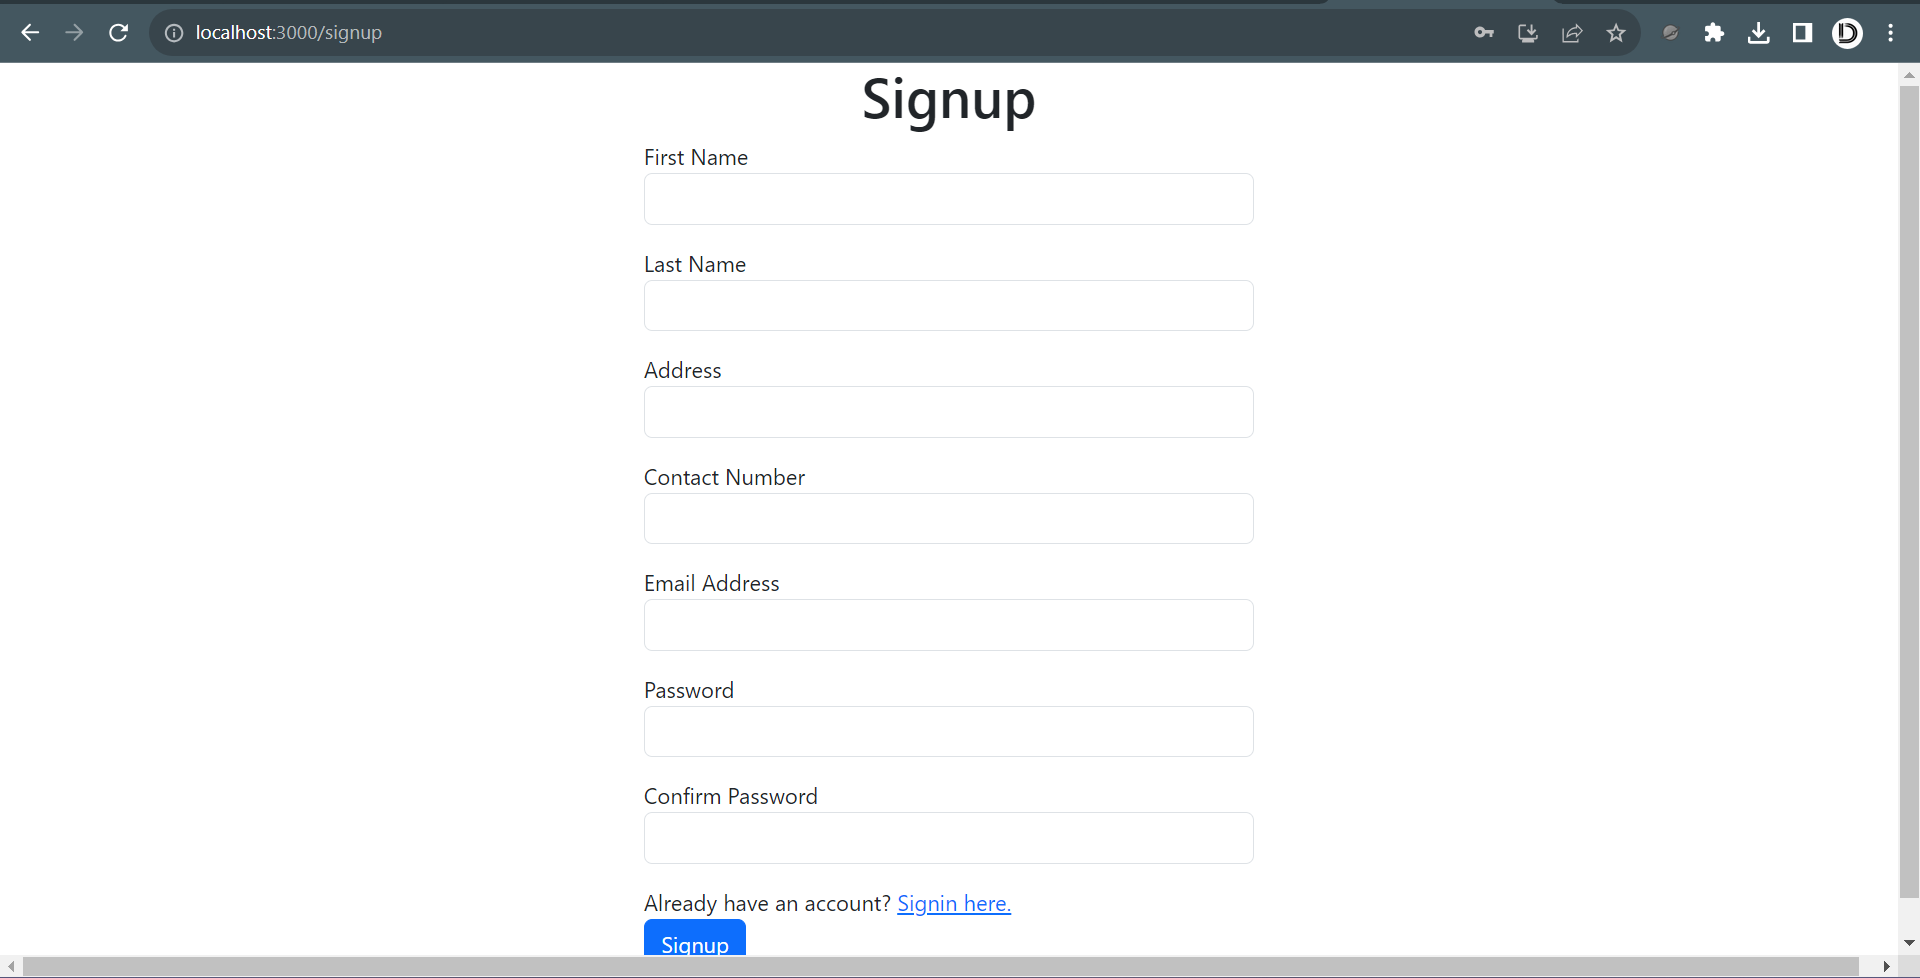 localhost:3000/signup
Signup
First Name
Last Name
Address
Contact Number
Email Address
Password
Confirm Password
Already have an account? Signin here.
Signup